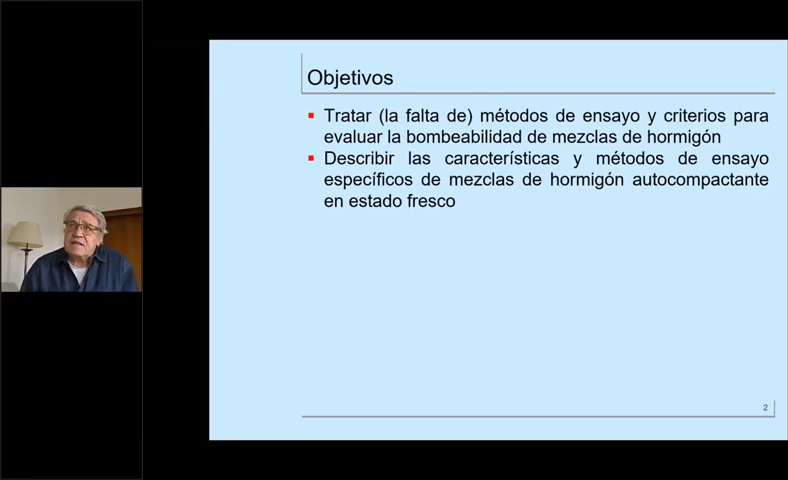 Objetivos
Tratar (la falta de) métodos de ensayo y criterios para
evaluar la bombeabilidad de mezclas de hormigón
Describir las características y métodos de ensayo
específicos de mezclas de hormigón autocompactante
en estado fresco
2